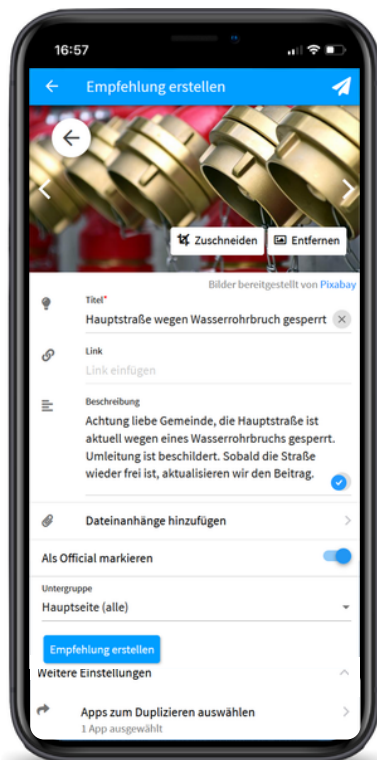 16:57
Empfehlung erstellen
Zuschneiden
Entfernen
Bilder bereitgestellt von Pixabay
Titel*
Hauptstraße wegen Wasserrohrbruch gesperrt
Link
Link einfügen
Beschreibung
Achtung liebe Gemeinde, die Hauptstraße ist
aktuell wegen eines Wasserrohrbruchs gesperrt.
Umleitung ist beschildert. Sobald die Straße
wieder frei ist, aktualisieren wir den Beitrag.
Dateinanhänge hinzufügen
Als Official markieren
Untergruppe
Hauptseite (alle)
Empfehlung erstellen
Weitere Einstellungen
Apps zum Duplizieren auswählen
1 App ausgewählt